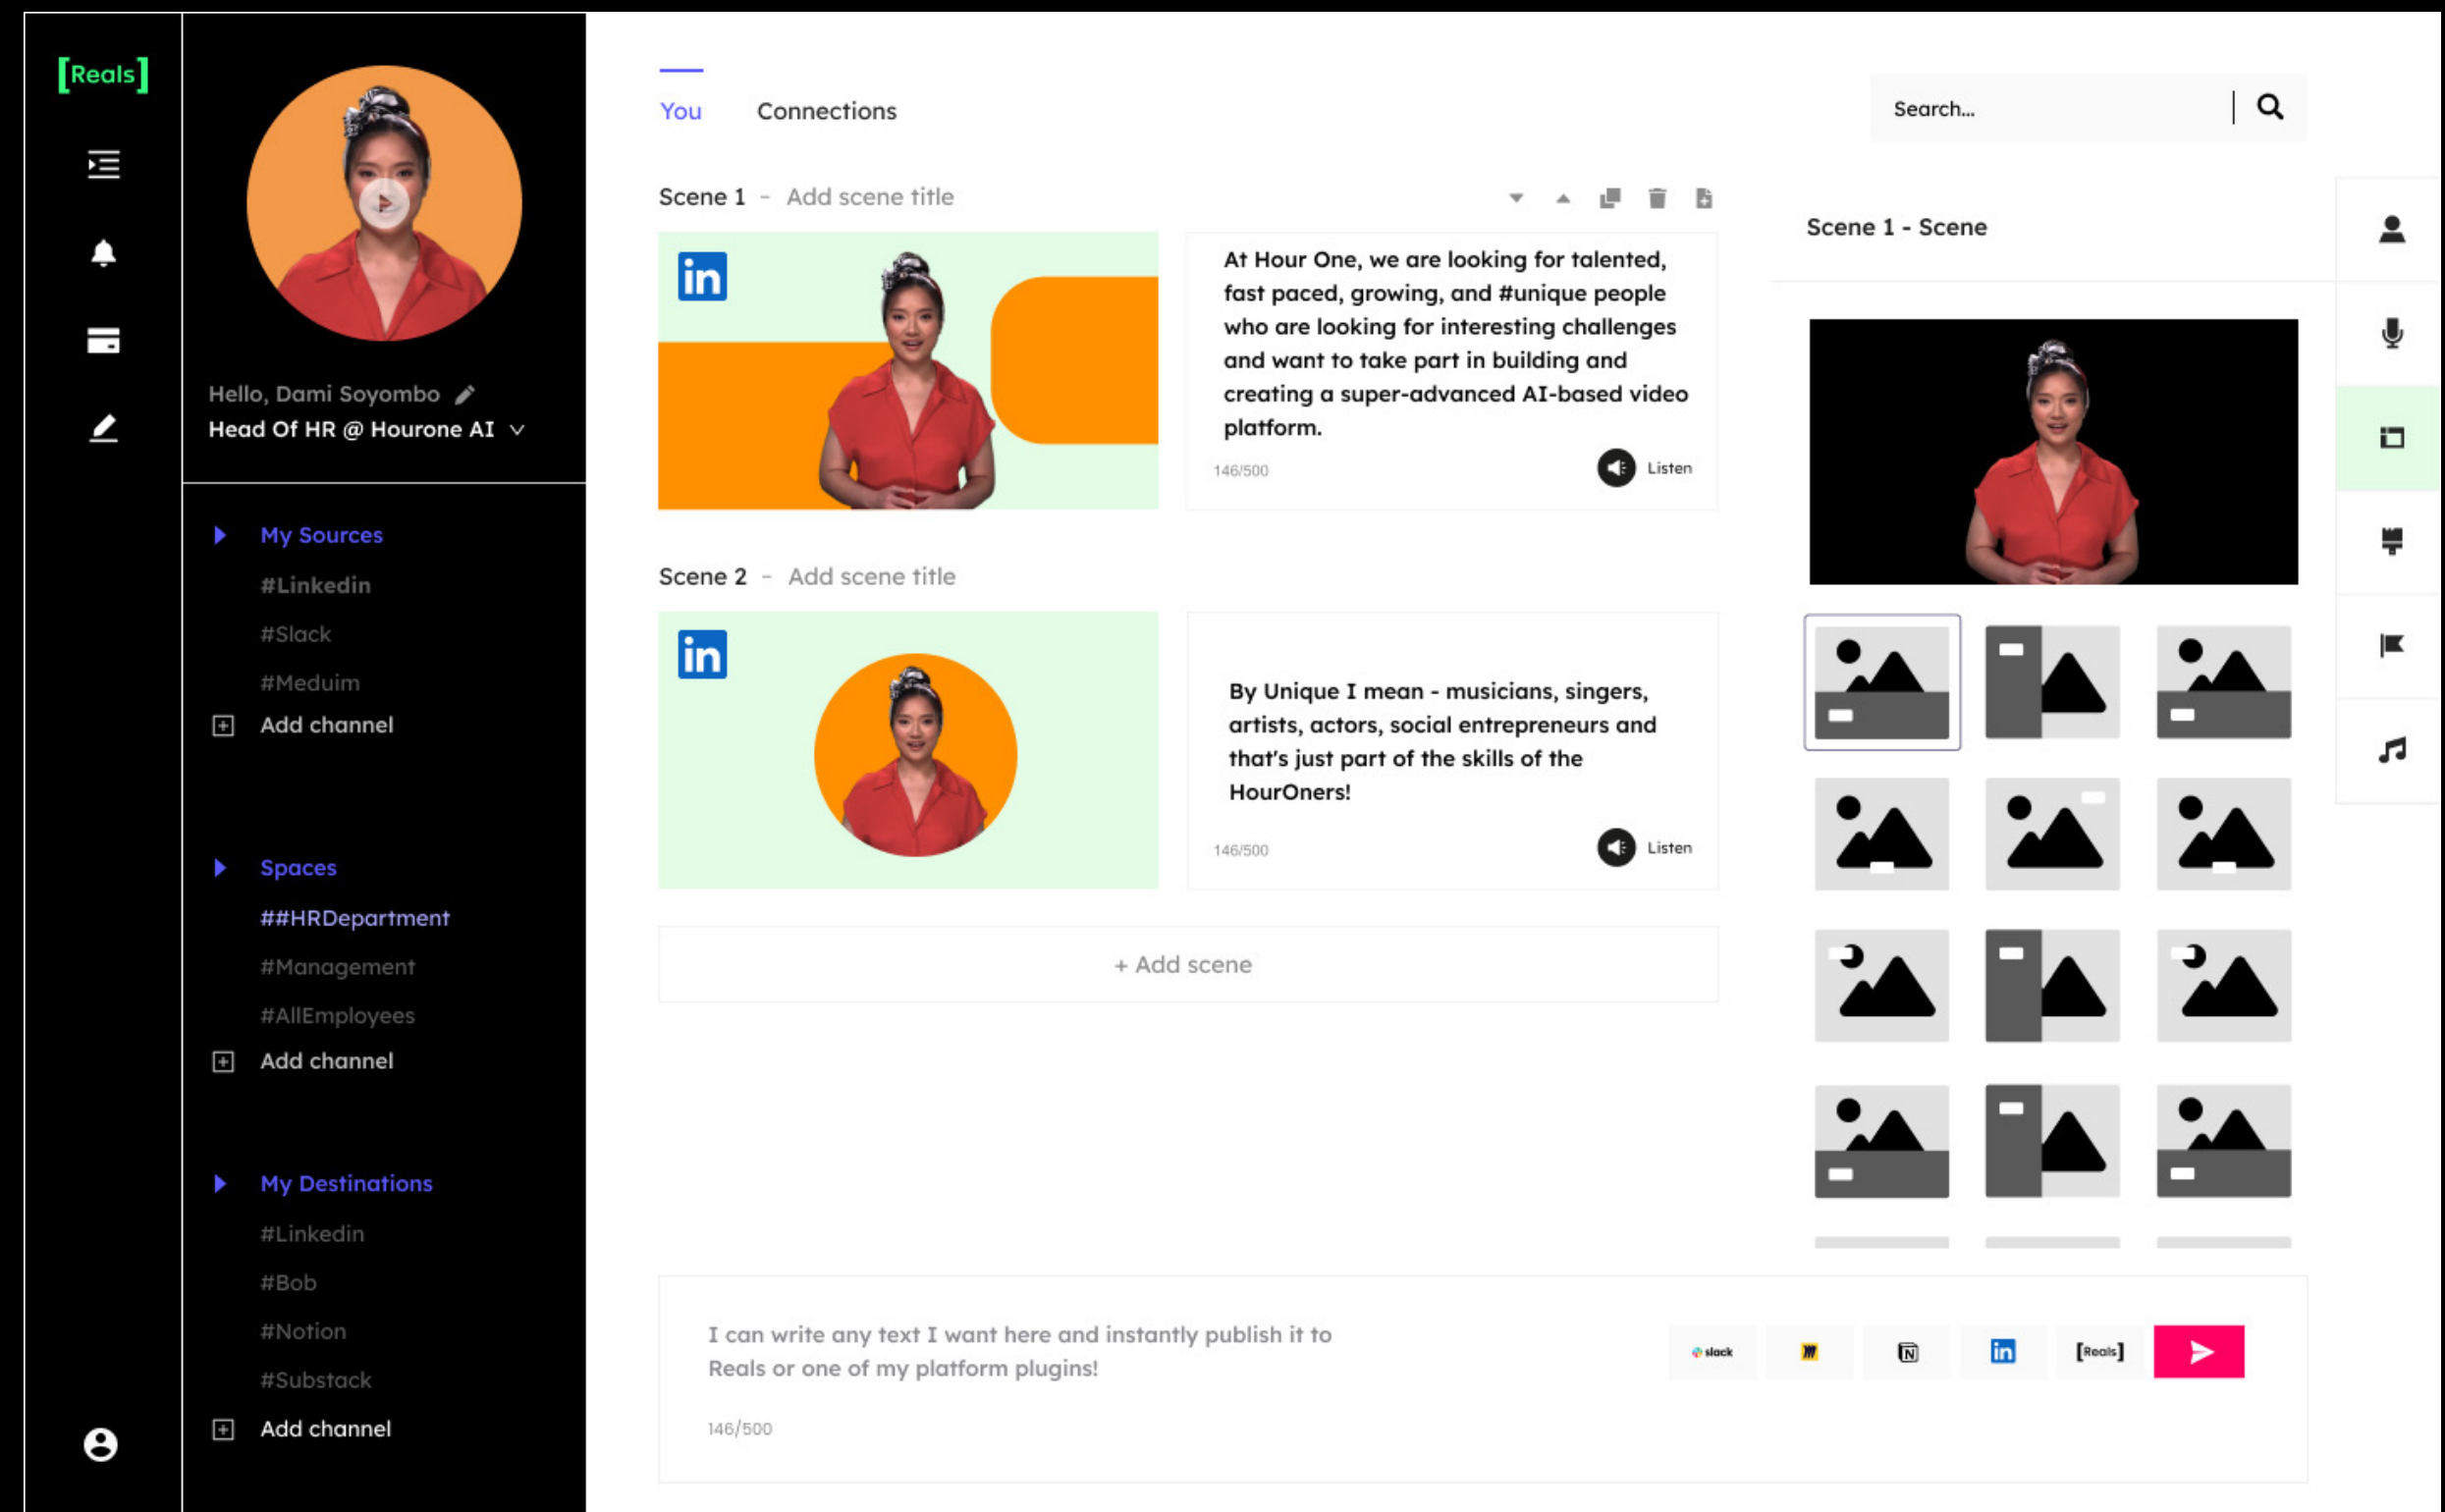 [Reals]
Hello, Dami Soyombo
Head Of HR @ Hourone AI
My Sources
#Linkedin
#Slack
#Meduim
Add channel
Spaces
##HRDepartment
#Management
#AllEmployees
Add channel
My Destinations
#Linkedin
#Bob
#Notion
#Substack
Add channel
You
Connections
Search...
Scene 1 - Add scene title
in
At Hour One, we are looking for talented,
fast paced, growing, and #unique people
who are looking for interesting challenges
and want to take part in building and
creating a super-advanced AI-based video
platform.
146/500
Listen
Scene 2 - Add scene title
in
By Unique I mean - musicians, singers,
artists, actors, social entrepreneurs and
that's just part of the skills of the
HourOners!
146/500
Listen
+ Add scene
Scene 1 - Scene
I can write any text I want here and instantly publish it to
Reals or one of my platform plugins!
146/500
slack
N
in
[Reals]